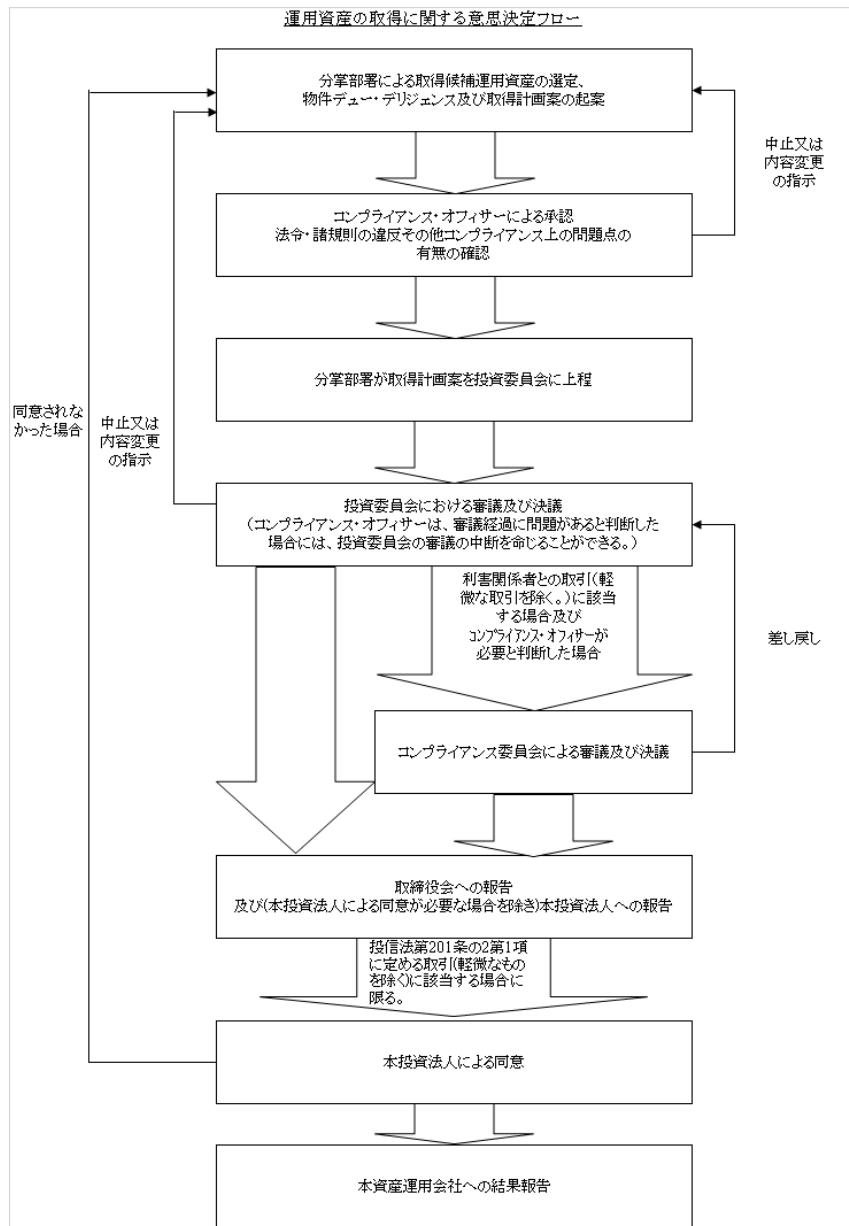 運用資産の取得に関する意思決定フロー
分掌部署による取得候補運用資産の選定、
物件デュー・デリジェンス及び取得計画案の起案
中止又は
内容変更
の指示
コンプライアンス・オフィサーによる承認
法令・諸規則の違反その他コンプライアンス上の問題点の
有無の確認
分掌部署が取得計画案を投資委員会に上程
同意されな
かった場合
中止又は
内容変更
の指示
投資委員会における審議及び決議
(コンプライアンス・オフィサーは、審議経過に問題があると判断した
場合には、投資委員会の審議の中断を命じることができる。)
利害関係者との取引(軽
微な取引を除く。)に該当
する場合及び
コンプライアンス・オフィサーが
必要と判断した場合
差し戻し
コンプライアンス委員会による審議及び決議
取締役会への報告
及び(本投資法人による同意が必要な場合を除き)本投資法人への報告
投信法第201条の2第1項
に定める取引(軽微なもの
を除く)に該当する場合に
限る。
本投資法人による同意
本資産運用会社への結果報告